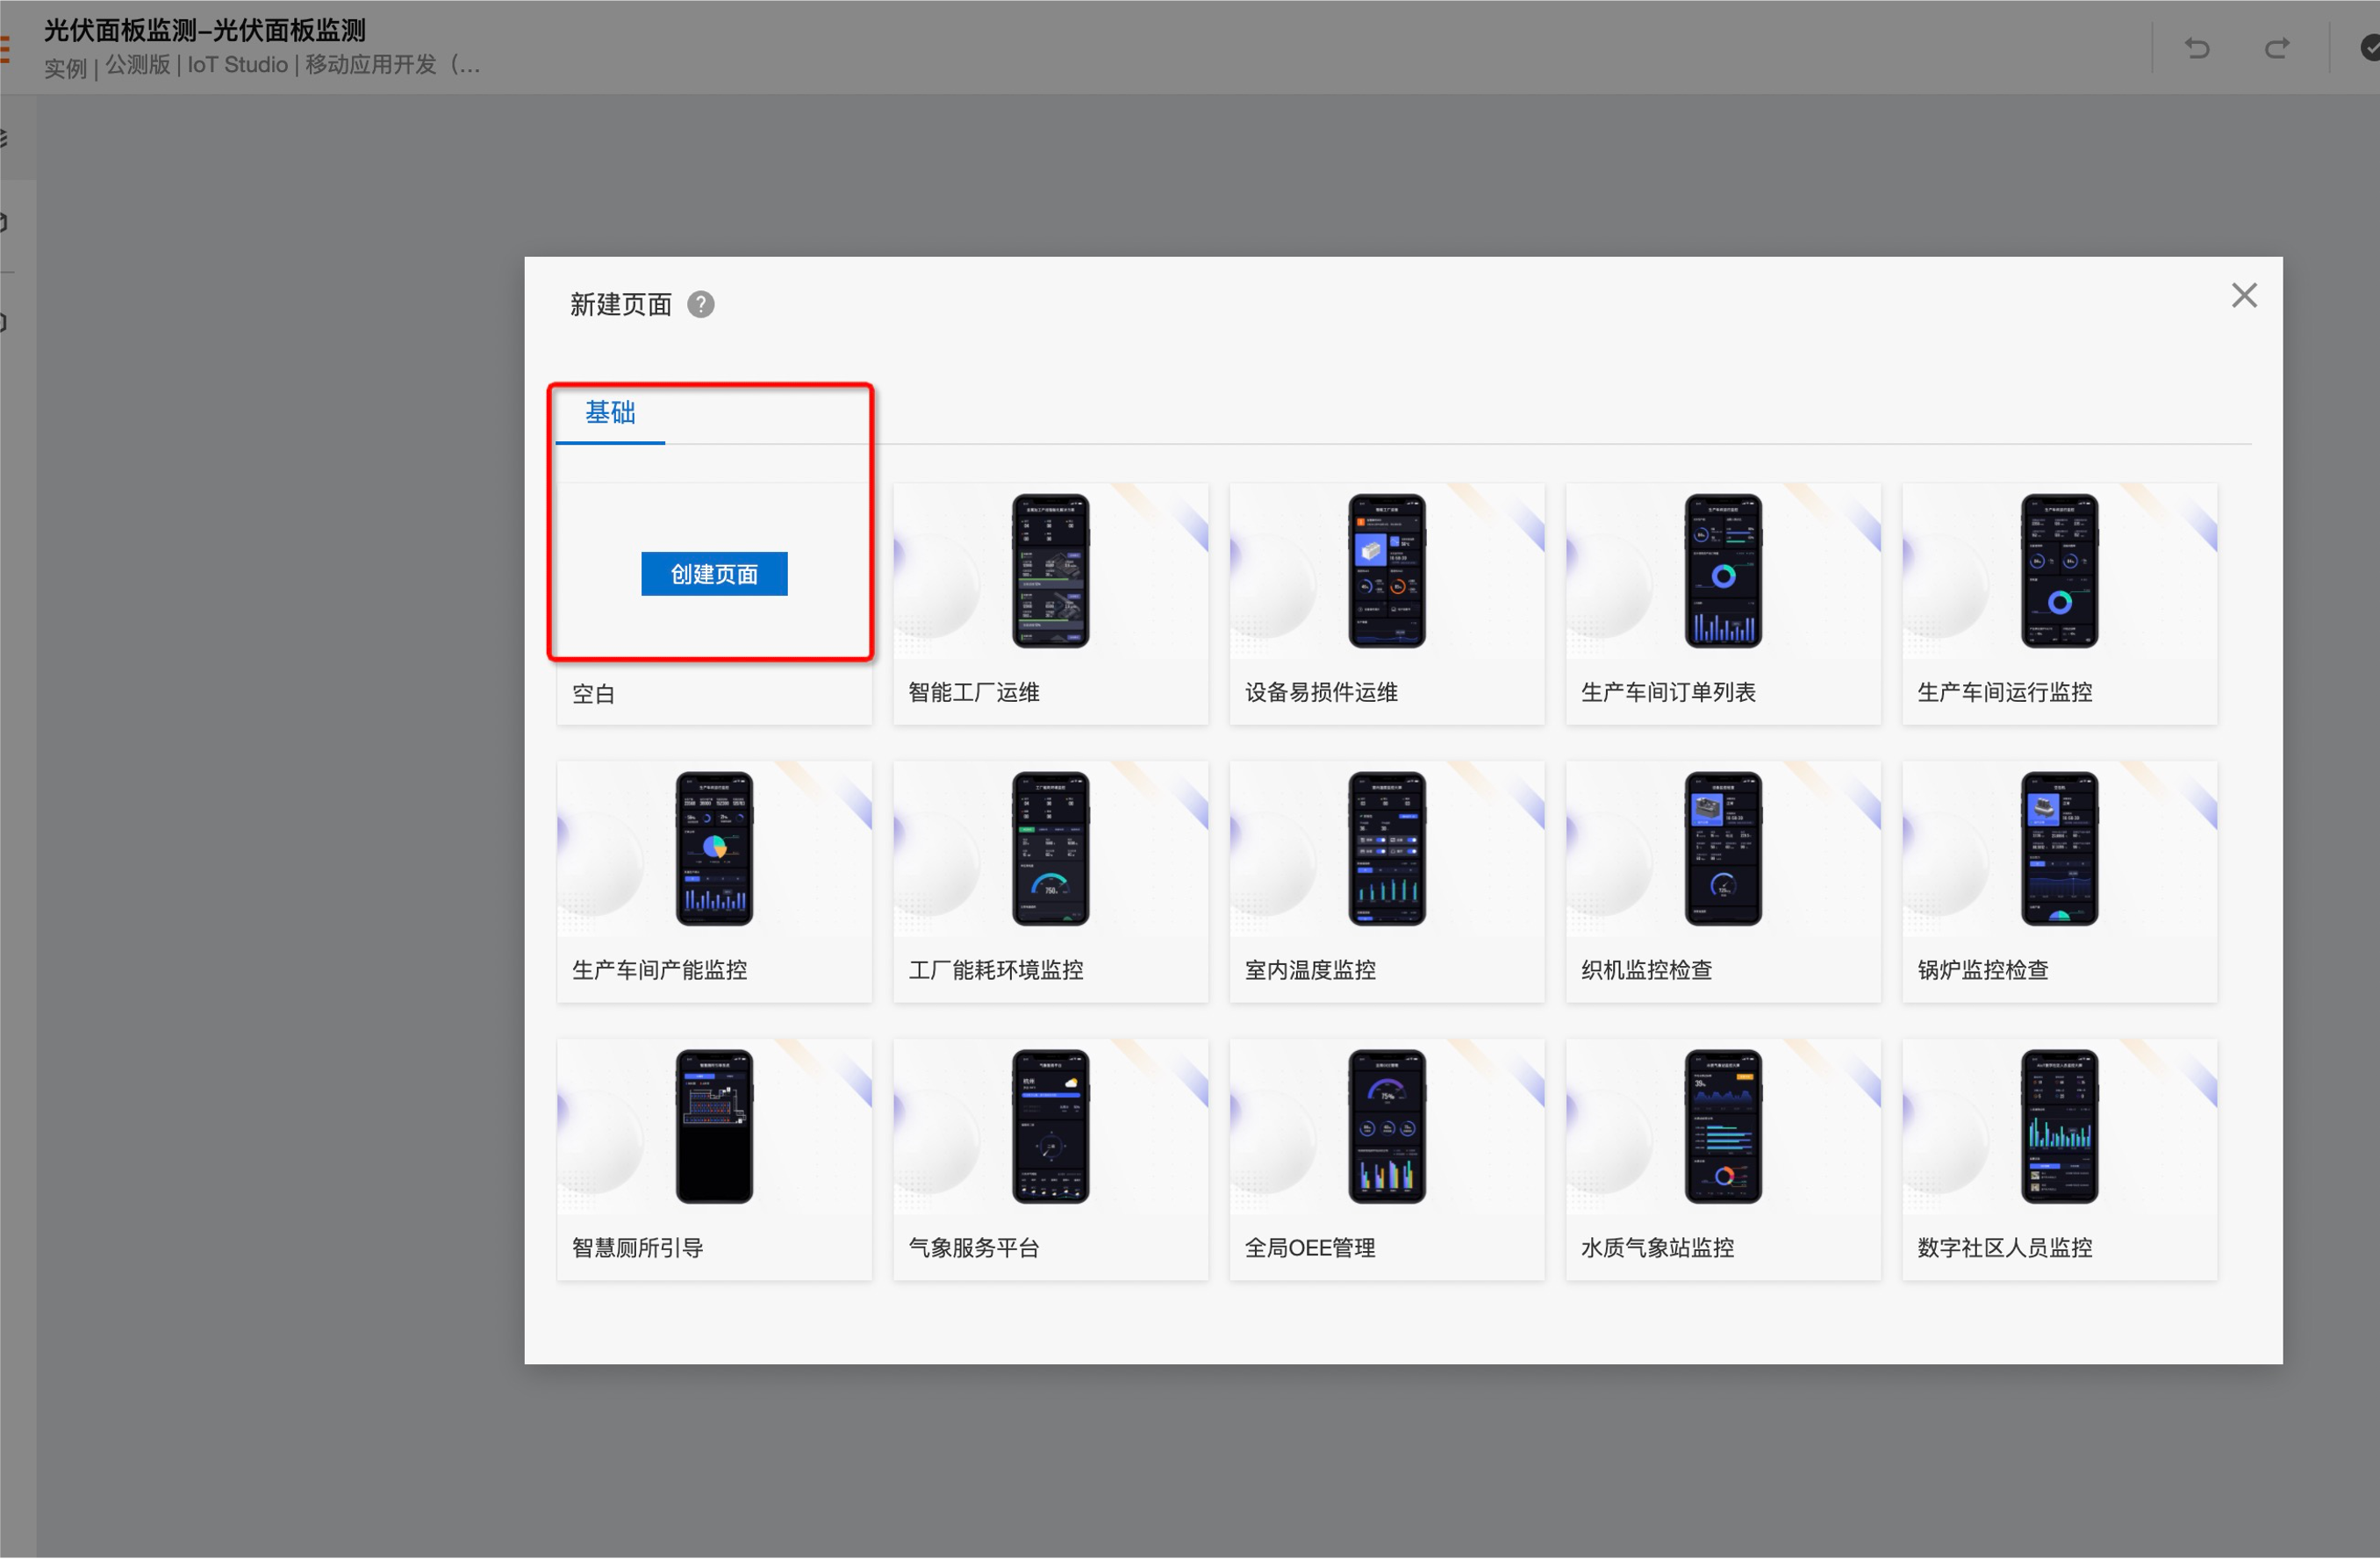 光伏面板监测-光伏面板监测
实例 | 公测版 | IoT Studio | 移动应用开发（...
新建页面 ?
基础
创建页面
空白
智能工厂运维
设备易损件运维
生产车间订单列表
生产车间运行监控
生产车间产能监控
工厂能耗环境监控
室内温度监控
织机监控检查
锅炉监控检查
智慧厕所引导
气象服务平台
全局OEE管理
水质气象站监控
数字社区人员监控